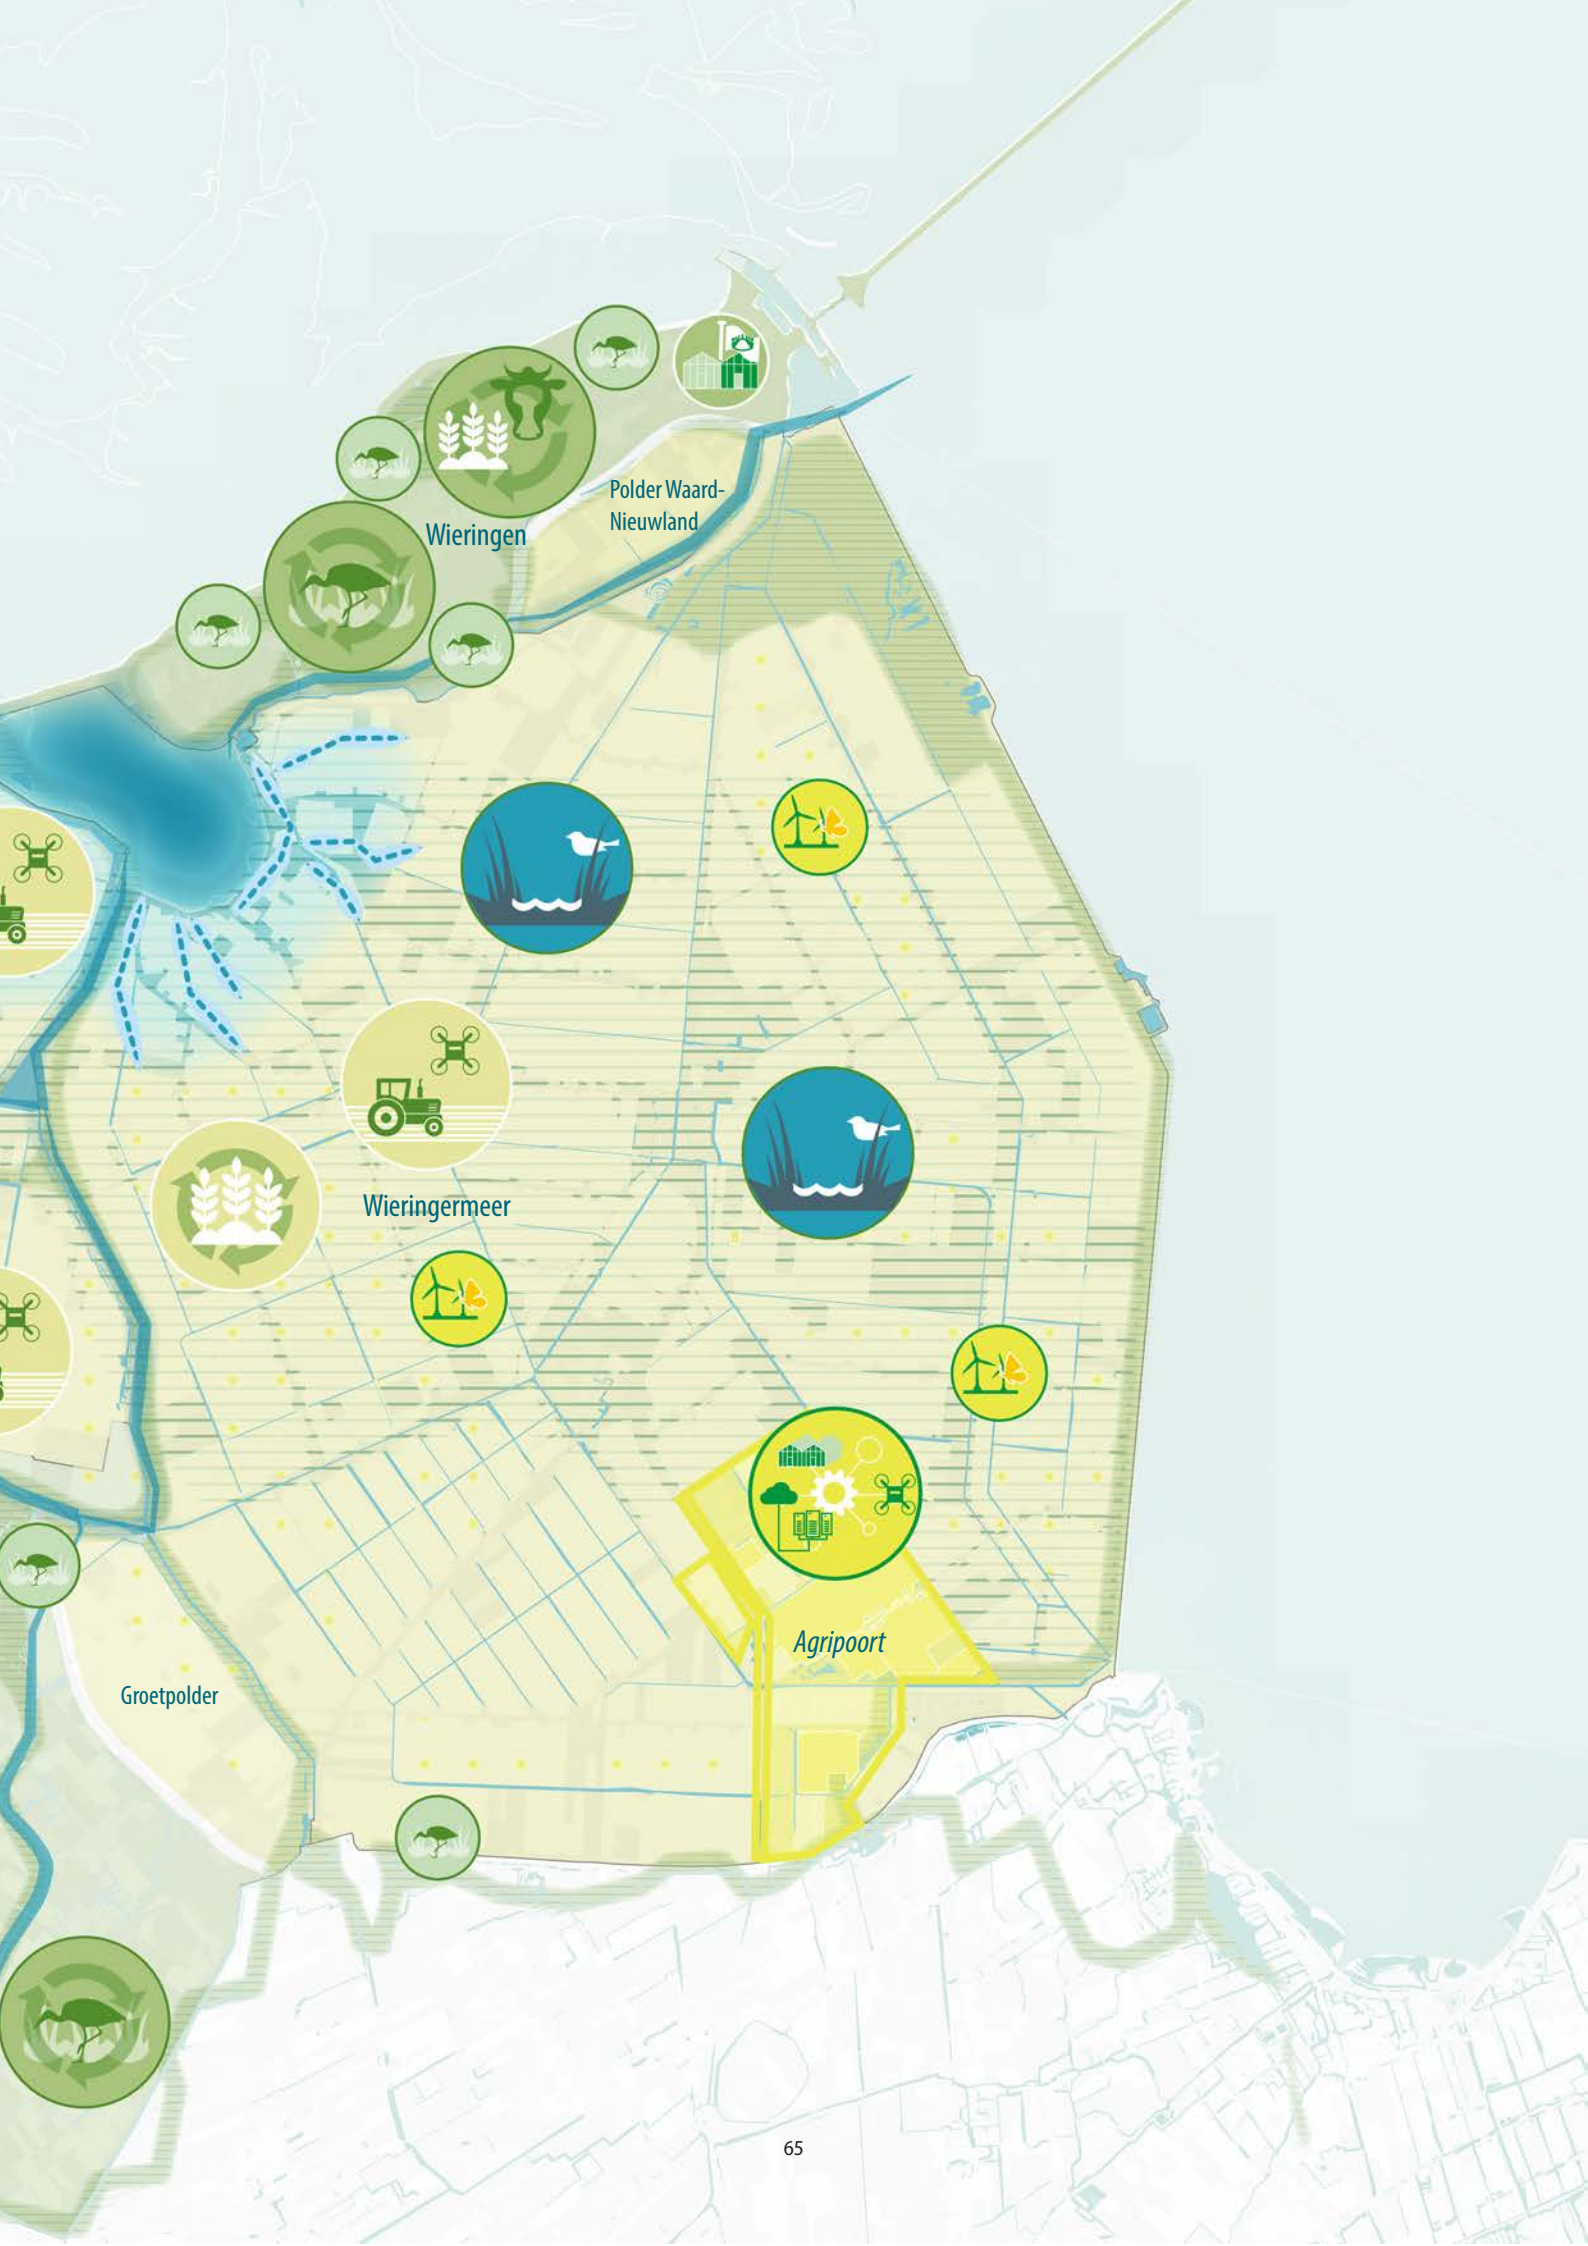 Polder Waard-
Nieuwland
Wieringen
Wieringermeer
Agripoort
Groetpolder
65